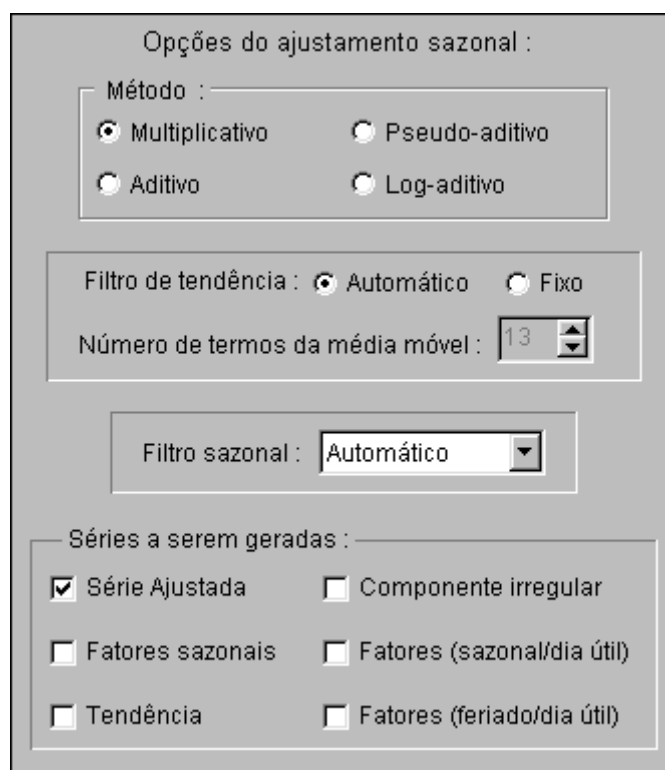 Opções do ajustamento sazonal :
Método :
Multiplicativo Pseudo-aditivo
Aditivo Log-aditivo
Filtro de tendência : Automático Fixo
Número de termos da média móvel : 13
Filtro sazonal : Automático
Séries a serem geradas :
Série Ajustada Componente irregular
Fatores sazonais Fatores (sazonal/dia útil)
Tendência Fatores (feriado/dia útil)